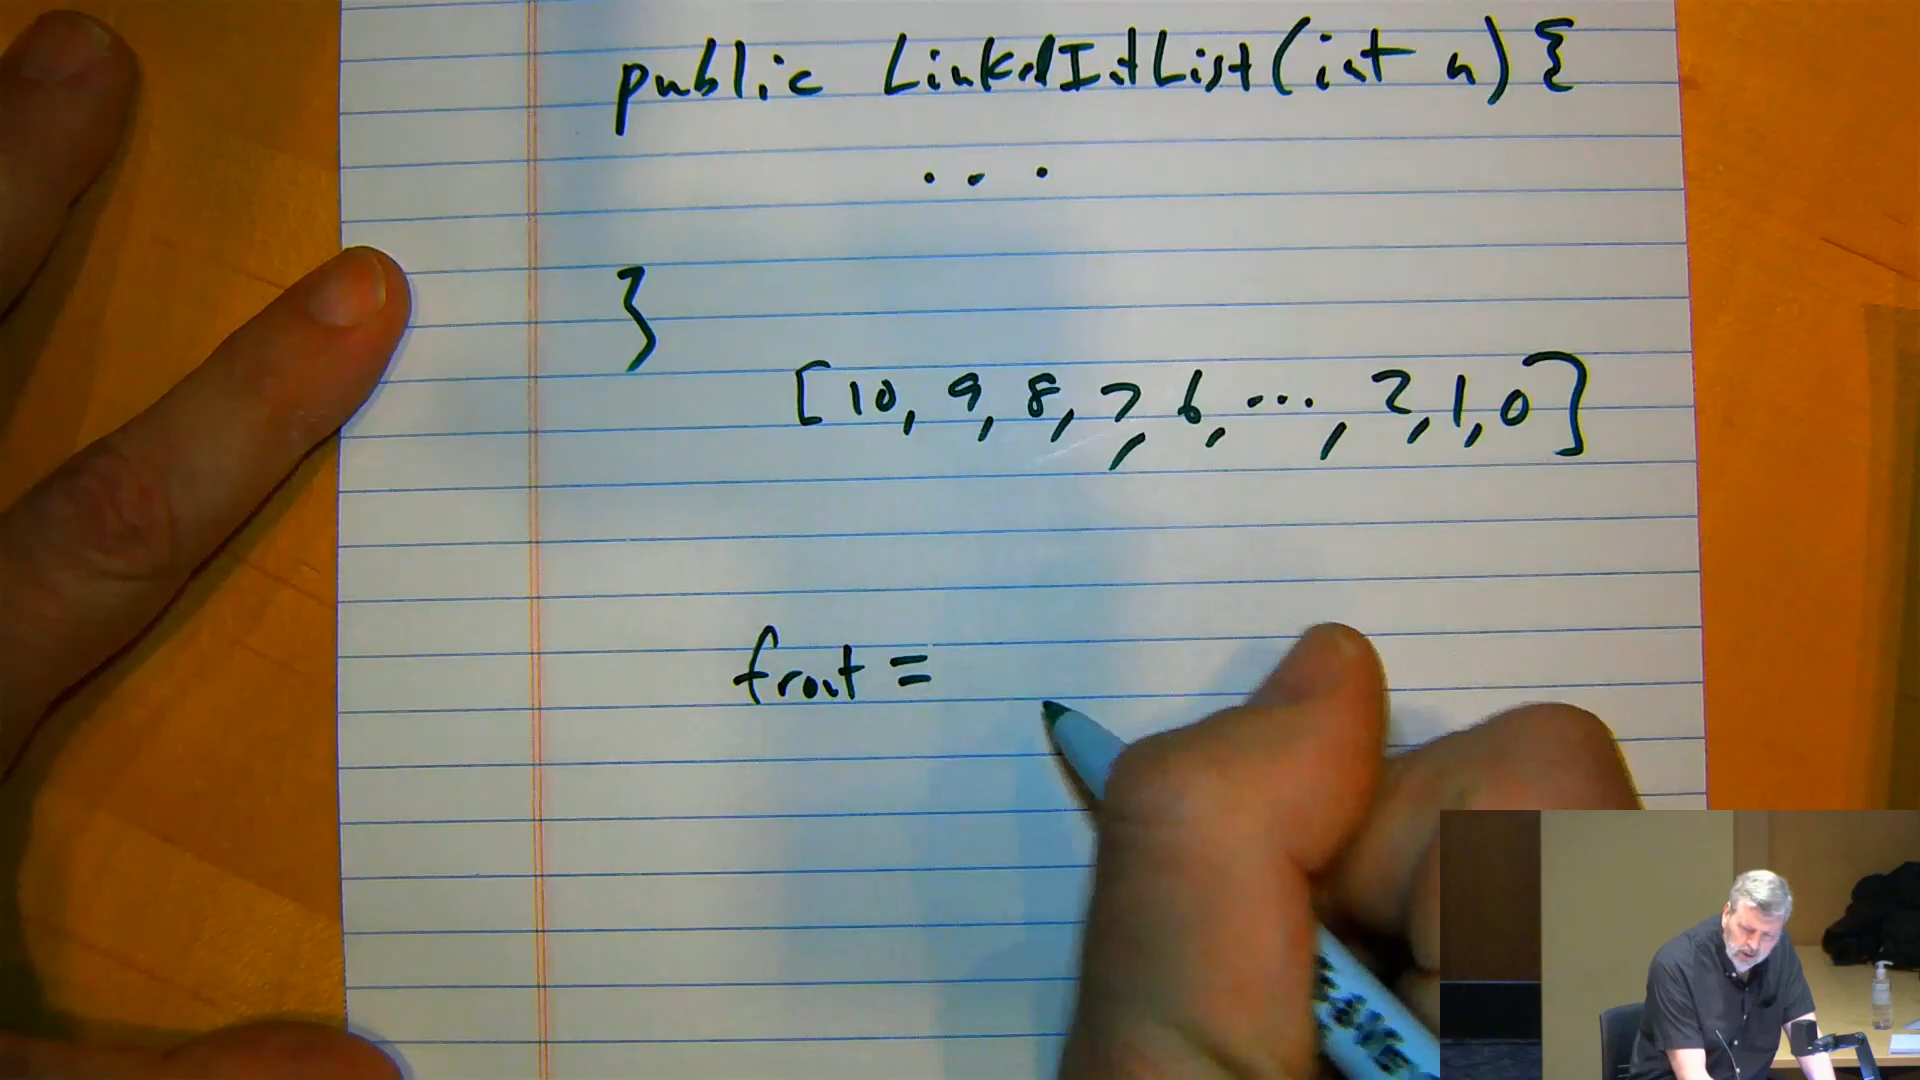 public LinkedIntList(int n) {
...
}
[10, 9, 8, 7, 6, ..., 2, 1, 0]
front =